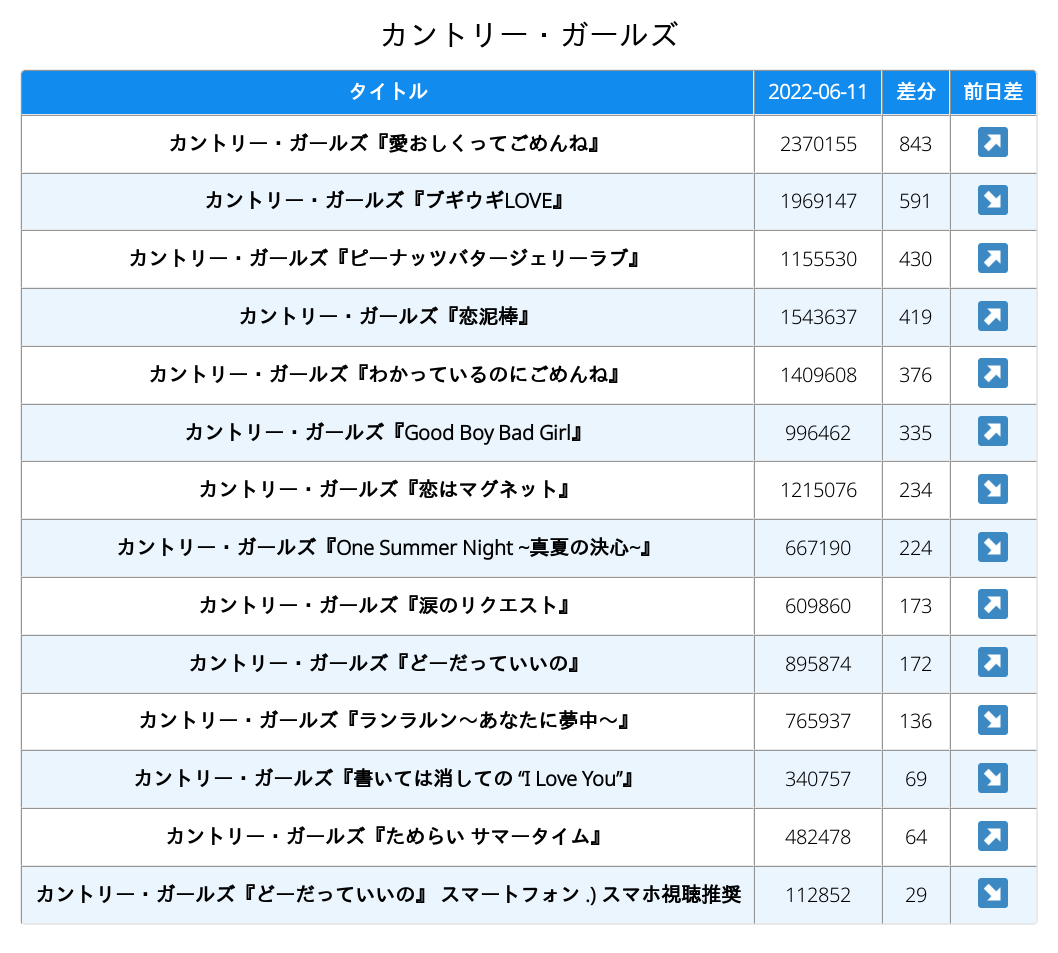 カントリー・ガールズ
タイトル 2022-06-11 差分 前日差
カントリー・ガールズ『愛おしくってごめんね』 2370155 843 ↗
カントリー・ガールズ『ブギウギLOVE』 1969147 591 ↘
カントリー・ガールズ『ピーナッツバタージェリーラブ』 1155530 430 ↗
カントリー・ガールズ『恋泥棒』 1543637 419 ↗
カントリー・ガールズ『わかっているのにごめんね』 1409608 376 ↗
カントリー・ガールズ『Good Boy Bad Girl』 996462 335 ↗
カントリー・ガールズ『恋はマグネット』 1215076 234 ↘
カントリー・ガールズ『One Summer Night ~真夏の決心~』 667190 224 ↘
カントリー・ガールズ『涙のリクエスト』 609860 173 ↗
カントリー・ガールズ『どーだっていいの』 895874 172 ↗
カントリー・ガールズ『ランラルン～あなたに夢中～』 765937 136 ↘
カントリー・ガールズ『書いては消しての “I Love You”』 340757 69 ↘
カントリー・ガールズ『ためらい サマータイム』 482478 64 ↗
カントリー・ガールズ『どーだっていいの』 スマートフォン .) スマホ視聴推奨 112852 29 ↘